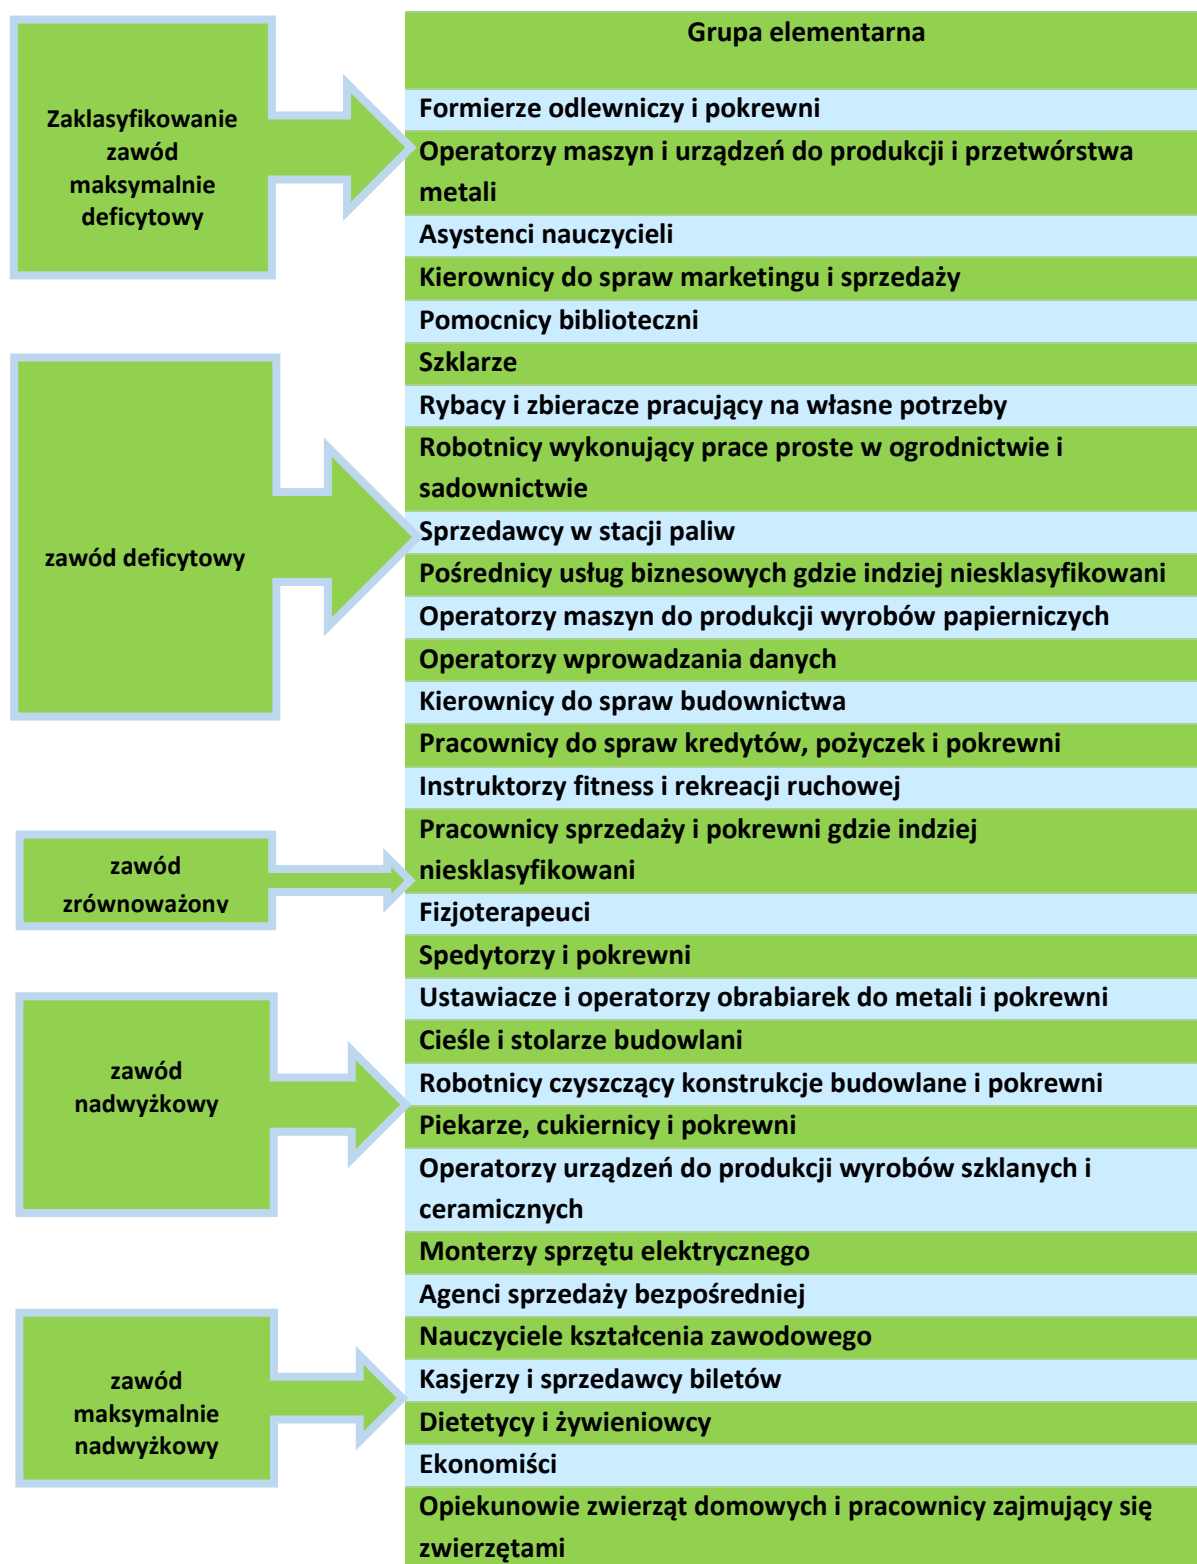 Grupa elementarna
Zaklasyfikowanie
zawód
maksymalnie
deficytowy
Formierze odlewniczy i pokrewni
Operatorzy maszyn i urządzeń do produkcji i przetwórstwa
metali
Asystenci nauczycieli
Kierownicy do spraw marketingu i sprzedaży
Pomocnicy biblioteczni
zawód deficytowy
Szklarze
Rybacy i zbieracze pracujący na własne potrzeby
Robotnicy wykonujący prace proste w ogrodnictwie i
sadownictwie
Sprzedawcy w stacji paliw
Pośrednicy usług biznesowych gdzie indziej niesklasyfikowani
Operatorzy maszyn do produkcji wyrobów papierniczych
Operatorzy wprowadzania danych
Kierownicy do spraw budownictwa
Pracownicy do spraw kredytów, pożyczek i pokrewni
Instruktorzy fitness i rekreacji ruchowej
zawód
zrównoważony
Pracownicy sprzedaży i pokrewni gdzie indziej
niesklasyfikowani
Fizjoterapeuci
Spedytorzy i pokrewni
zawód
nadwyżkowy
Ustawiacze i operatorzy obrabiarek do metali i pokrewni
Cieśle i stolarze budowlani
Robotnicy czyszczący konstrukcje budowlane i pokrewni
Piekarze, cukiernicy i pokrewni
Operatorzy urządzeń do produkcji wyrobów szklanych i
ceramicznych
Monterzy sprzętu elektrycznego
zawód
maksymalnie
nadwyżkowy
Agenci sprzedaży bezpośredniej
Nauczyciele kształcenia zawodowego
Kasjerzy i sprzedawcy biletów
Dietetycy i żywieniowcy
Ekonomiści
Opiekunowie zwierząt domowych i pracownicy zajmujący się
zwierzętami